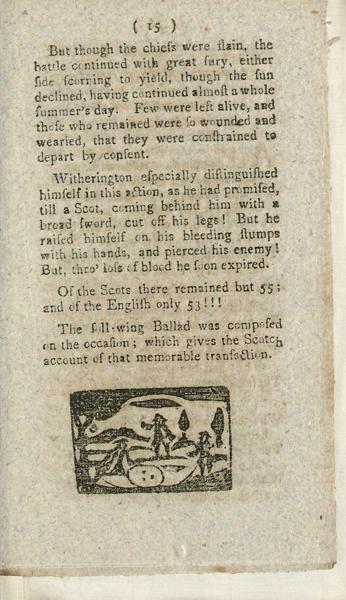 ( 15 )
But though the chiefs were ſlain, the
battle continued with great fury, either
ſide ſcorning to yield, though the ſun
declined, having continued almoſt a whole
ſummer's day. Few were left alive, and
thoſe who remained were ſo wounded and
wearied, that they were conſtrained to
depart by conſent.
Witherington eſpecially diſtinguiſhed
himſelf in this action, as he had promiſed,
till a Scot, coming behind him with a
broad ſword, cut off his legs! But he
raiſed himſelf on his bleeding ſtumps
with his hands, and pierced his enemy!
But, thro' loſs of blood he ſoon expired.
Of the Scots there remained but 55;
and of the Engliſh only 53!!!
The foll-wing Ballad was compoſed
on the occaſion; which gives the Scotch
account of that memorable tranſaction.